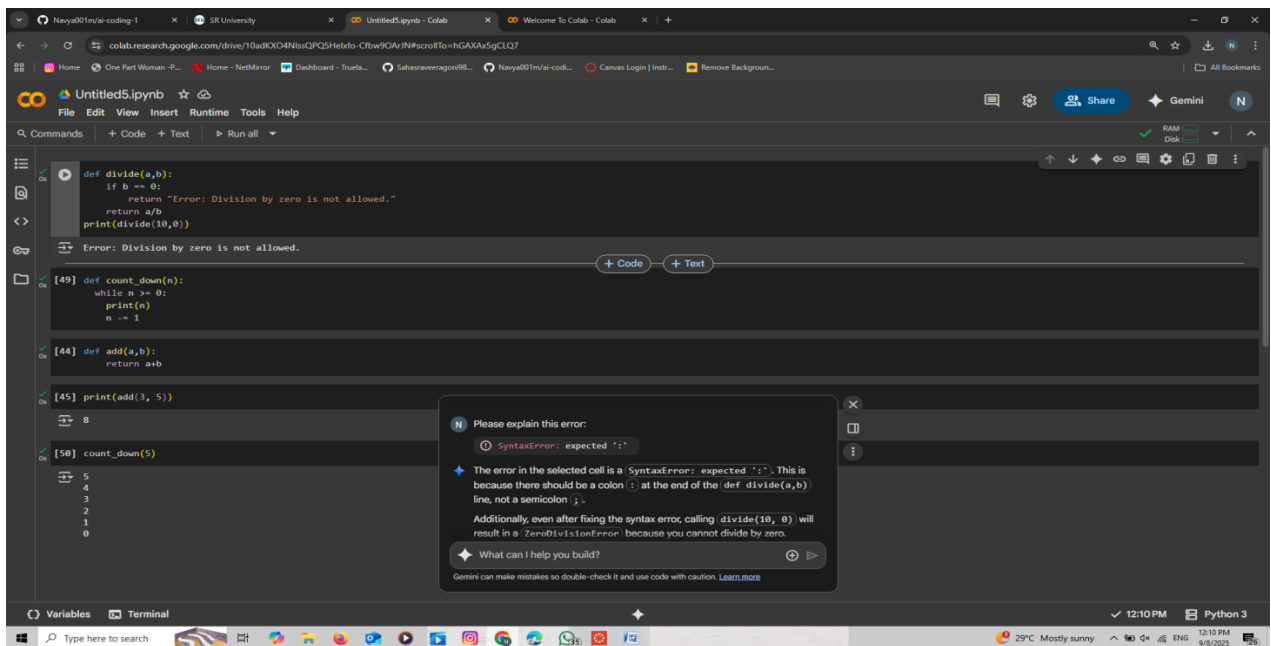 Navya001m/ai-coding-1
SR University
Untitled5.ipynb - Colab
Welcome To Colab - Colab
colab.research.google.com/drive/10adKXO4NlssQPQ5Helxfo-Cfbw9OArJN#scrollTo=hGAXAx5gCLQ7
Home
One Part Woman -P...
Home - NetMirror
Dashboard - Truela...
Sahasraveeragoni98...
Navya001m/ai-codi...
Canvas Login | Instr...
Remove Backgroun...
All Bookmarks
Untitled5.ipynb
File Edit View Insert Runtime Tools Help
Share
Gemini
N
Commands + Code + Text Run all
RAM
Disk
0s
def divide(a,b):
if b == 0:
return "Error: Division by zero is not allowed."
return a/b
print(divide(10,0))
Error: Division by zero is not allowed.
+ Code
+ Text
0s
[49] def count_down(n):
while n >= 0:
print(n)
n -= 1
0s
[44] def add(a,b):
return a+b
0s
[45] print(add(3, 5))
8
0s
[50] count_down(5)
5
4
3
2
1
0
N Please explain this error:
SyntaxError: expected ':'
The error in the selected cell is a SyntaxError: expected ':'. This is
because there should be a colon : at the end of the def divide(a,b)
line, not a semicolon ;.
Additionally, even after fixing the syntax error, calling divide(10, 0) will
result in a ZeroDivisionError because you cannot divide by zero.
What can I help you build?
Gemini can make mistakes so double-check it and use code with caution. Learn more
Variables Terminal
12:10 PM Python 3
Type here to search
29°C Mostly sunny
ENG
12:10 PM
9/8/2025